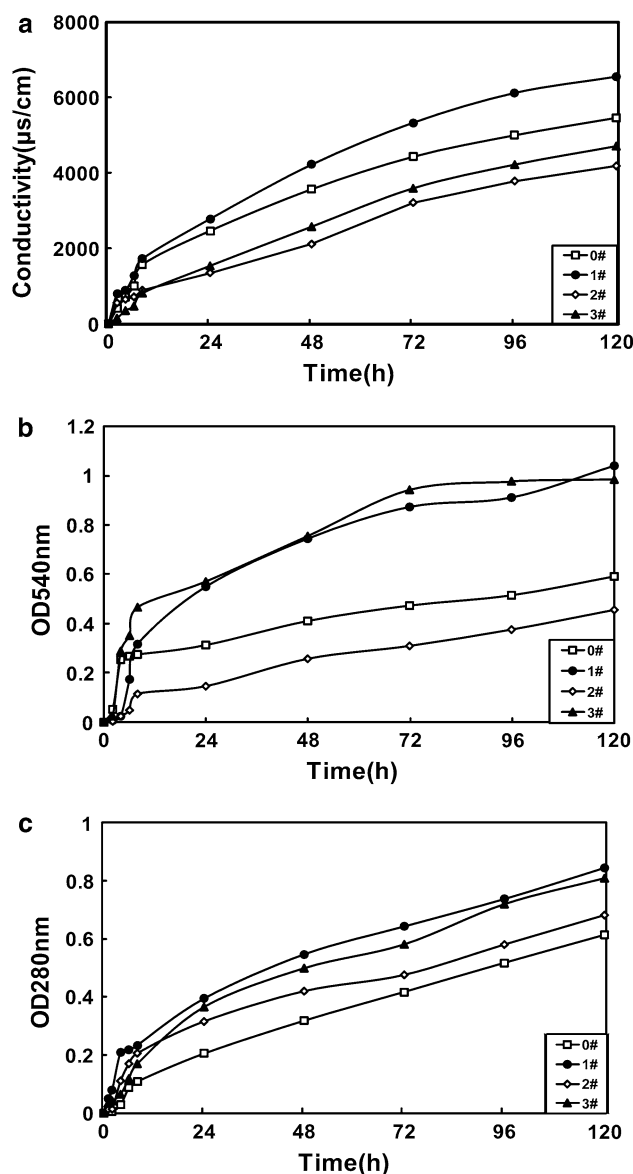 a
8000
6000
4000
2000
0
Conductivity(μs/cm)
0#
1#
2#
3#
0 24 48 72 96 120
Time(h)
b
1.2
1
0.8
0.6
0.4
0.2
0
OD540nm
0#
1#
2#
3#
0 24 48 72 96 120
Time(h)
c
1
0.8
0.6
0.4
0.2
0
OD280nm
0#
1#
2#
3#
0 24 48 72 96 120
Time(h)